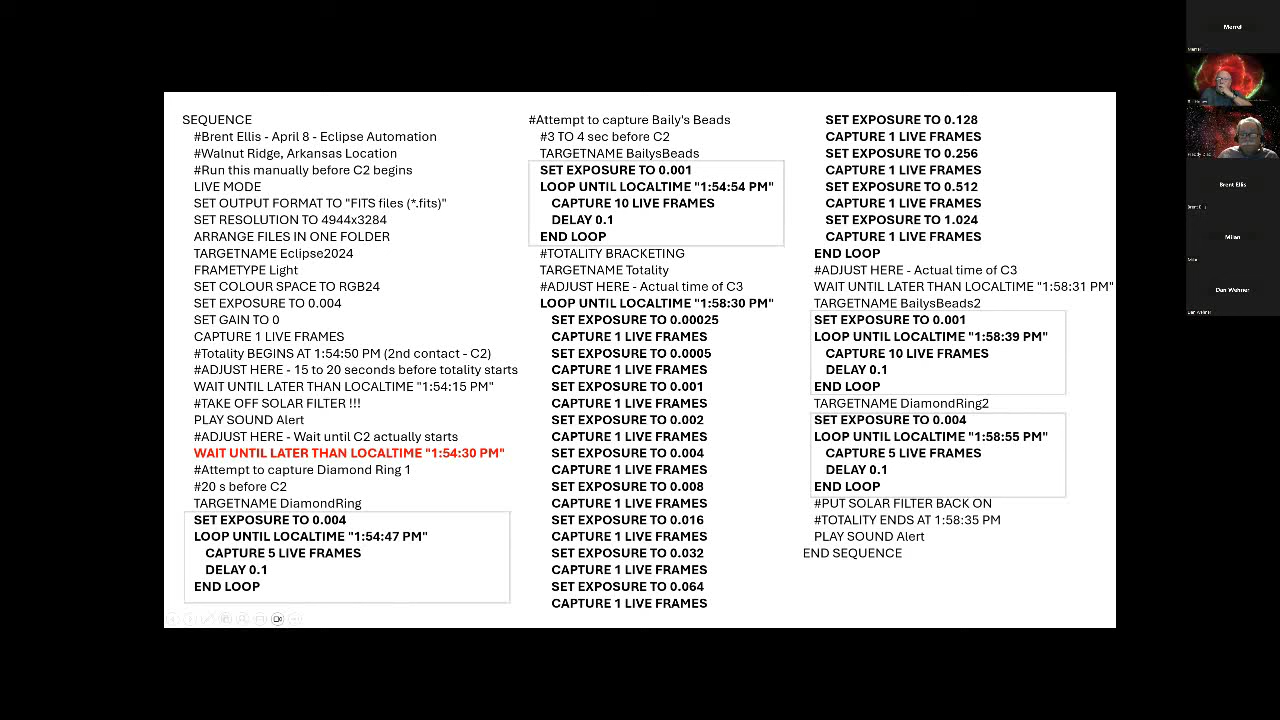 SEQUENCE
#Brent Ellis - April 8 - Eclipse Automation
#Walnut Ridge, Arkansas Location
#Run this manually before C2 begins
LIVE MODE
SET OUTPUT FORMAT TO "FITS files (*.fits)"
SET RESOLUTION TO 4944x3284
ARRANGE FILES IN ONE FOLDER
TARGETNAME Eclipse2024
FRAMETYPE Light
SET COLOUR SPACE TO RGB24
SET EXPOSURE TO 0.004
SET GAIN TO 0
CAPTURE 1 LIVE FRAMES
#Totality BEGINS AT 1:54:50 PM (2nd contact - C2)
#ADJUST HERE - 15 to 20 seconds before totality starts
WAIT UNTIL LATER THAN LOCALTIME "1:54:15 PM"
#TAKE OFF SOLAR FILTER !!!
PLAY SOUND Alert
#ADJUST HERE - Wait until C2 actually starts
WAIT UNTIL LATER THAN LOCALTIME "1:54:30 PM"
#Attempt to capture Diamond Ring 1
#20 s before C2
TARGETNAME DiamondRing
SET EXPOSURE TO 0.004
LOOP UNTIL LOCALTIME "1:54:47 PM"
CAPTURE 5 LIVE FRAMES
DELAY 0.1
END LOOP
#Attempt to capture Baily's Beads
#3 TO 4 sec before C2
TARGETNAME BailysBeads
SET EXPOSURE TO 0.001
LOOP UNTIL LOCALTIME "1:54:54 PM"
CAPTURE 10 LIVE FRAMES
DELAY 0.1
END LOOP
#TOTALITY BRACKETING
TARGETNAME Totality
#ADJUST HERE - Actual time of C3
LOOP UNTIL LOCALTIME "1:58:30 PM"
SET EXPOSURE TO 0.00025
CAPTURE 1 LIVE FRAMES
SET EXPOSURE TO 0.0005
CAPTURE 1 LIVE FRAMES
SET EXPOSURE TO 0.001
CAPTURE 1 LIVE FRAMES
SET EXPOSURE TO 0.002
CAPTURE 1 LIVE FRAMES
SET EXPOSURE TO 0.004
CAPTURE 1 LIVE FRAMES
SET EXPOSURE TO 0.008
CAPTURE 1 LIVE FRAMES
SET EXPOSURE TO 0.016
CAPTURE 1 LIVE FRAMES
SET EXPOSURE TO 0.032
CAPTURE 1 LIVE FRAMES
SET EXPOSURE TO 0.064
CAPTURE 1 LIVE FRAMES
SET EXPOSURE TO 0.128
CAPTURE 1 LIVE FRAMES
SET EXPOSURE TO 0.256
CAPTURE 1 LIVE FRAMES
SET EXPOSURE TO 0.512
CAPTURE 1 LIVE FRAMES
SET EXPOSURE TO 1.024
CAPTURE 1 LIVE FRAMES
END LOOP
#ADJUST HERE - Actual time of C3
WAIT UNTIL LATER THAN LOCALTIME "1:58:31 PM"
TARGETNAME BailysBeads2
SET EXPOSURE TO 0.001
LOOP UNTIL LOCALTIME "1:58:39 PM"
CAPTURE 10 LIVE FRAMES
DELAY 0.1
END LOOP
TARGETNAME DiamondRing2
SET EXPOSURE TO 0.004
LOOP UNTIL LOCALTIME "1:58:55 PM"
CAPTURE 5 LIVE FRAMES
DELAY 0.1
END LOOP
#PUT SOLAR FILTER BACK ON
#TOTALITY ENDS AT 1:58:35 PM
PLAY SOUND Alert
END SEQUENCE
Merrel
Brent Ellis
Brent Ellis
Milan
Dan Wehner
Dan Wehner